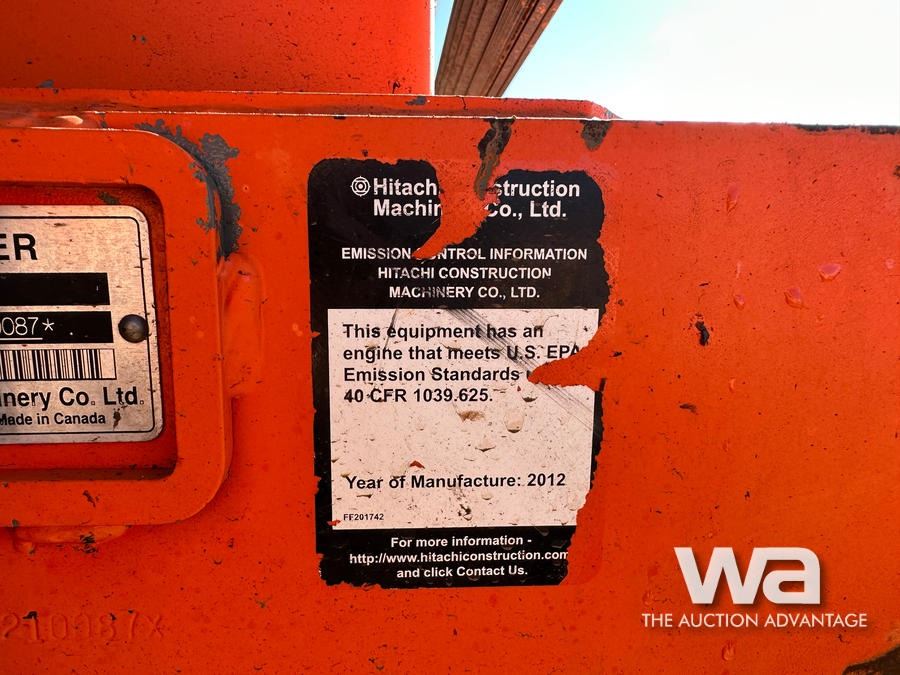 ER
0087*
nery Co. Ltd.
Made in Canada
210087X
Hitach struction
Machin Co., Ltd.
EMISSION CONTROL INFORMATION
HITACHI CONSTRUCTION
MACHINERY CO., LTD.
This equipment has an
engine that meets U.S. EPA
Emission Standards
40 CFR 1039.625.
Year of Manufacture: 2012
FF201742
For more information -
http://www.hitachiconstruction.com
and click Contact Us.
wa
THE AUCTION ADVANTAGE